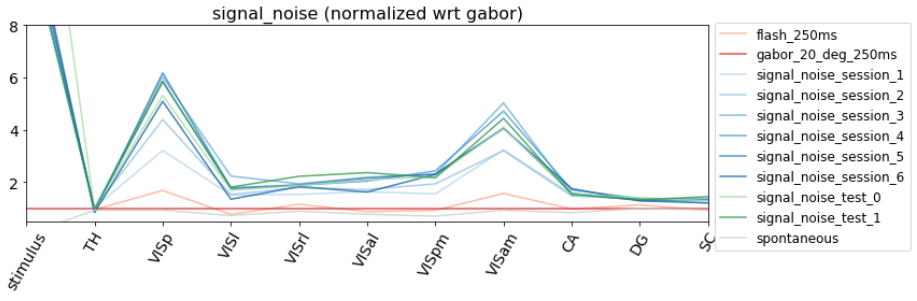 signal_noise (normalized wrt gabor)
8
6
4
2
stimulus
TH
VISp
VISl
VISrl
VISal
VISpm
VISam
CA
DG
SC
flash_250ms
gabor_20_deg_250ms
signal_noise_session_1
signal_noise_session_2
signal_noise_session_3
signal_noise_session_4
signal_noise_session_5
signal_noise_session_6
signal_noise_test_0
signal_noise_test_1
spontaneous